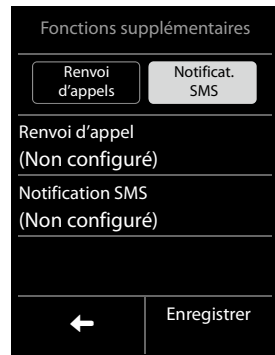 Fonctions supplémentaires
Renvoi
d'appels
Notificat.
SMS
Renvoi d'appel
(Non configuré)
Notification SMS
(Non configuré)
Enregistrer